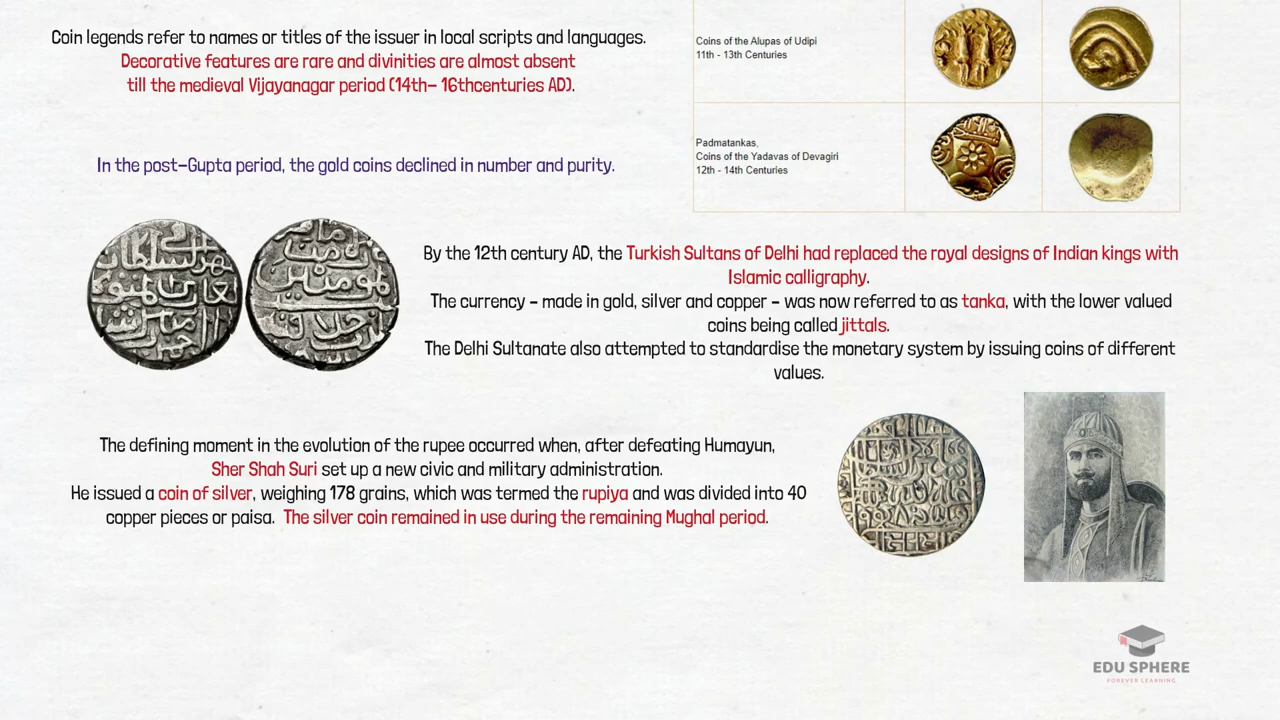 Coin legends refer to names or titles of the issuer in local scripts and languages.
Decorative features are rare and divinities are almost absent
till the medieval Vijayanagar period (14th– 16thcenturies AD).
In the post–Gupta period, the gold coins declined in number and purity.
Coins of the Alupas of Udipi
11th - 13th Centuries
Padmatankas,
Coins of the Yadavas of Devagiri
12th - 14th Centuries
By the 12th century AD, the Turkish Sultans of Delhi had replaced the royal designs of Indian kings with
Islamic calligraphy.
The currency – made in gold, silver and copper – was now referred to as tanka, with the lower valued
coins being called jittals.
The Delhi Sultanate also attempted to standardise the monetary system by issuing coins of different
values.
The defining moment in the evolution of the rupee occurred when, after defeating Humayun,
Sher Shah Suri set up a new civic and military administration.
He issued a coin of silver, weighing 178 grains, which was termed the rupiya and was divided into 40
copper pieces or paisa. The silver coin remained in use during the remaining Mughal period.
EDU SPHERE
FOREVER LEARNING